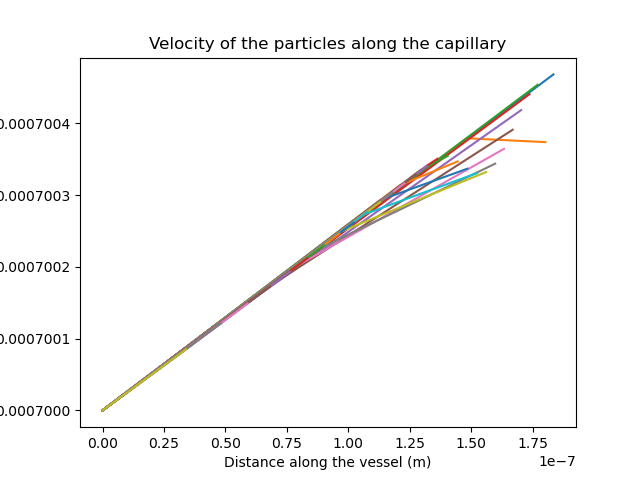 Velocity of the particles along the capillary
0.0007004
0.0007003
0.0007002
0.0007001
0.0007000
0.00 0.25 0.50 0.75 1.00 1.25 1.50 1.75
1e−7
Distance along the vessel (m)